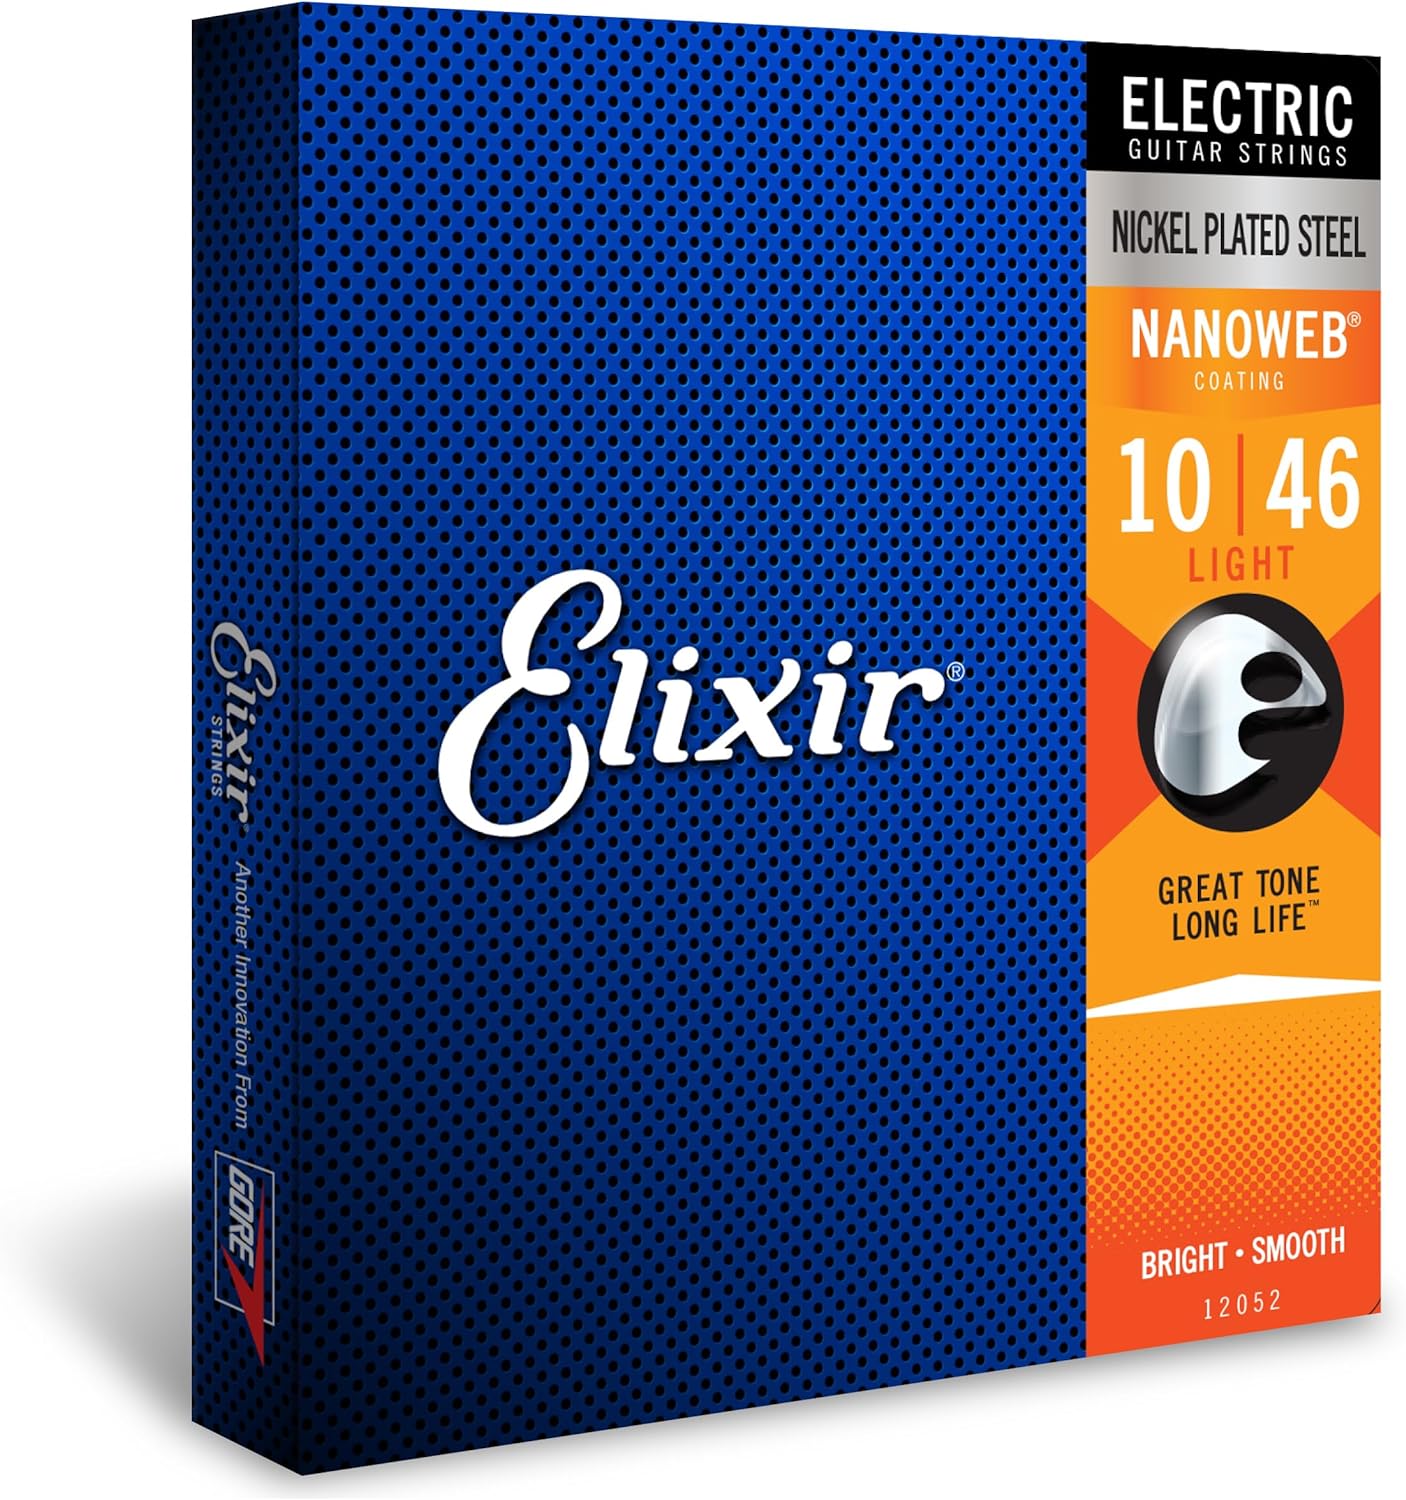 Elixir®
STRINGS
Another Innovation From
GORE
Elixir®
ELECTRIC
GUITAR STRINGS
NICKEL PLATED STEEL
NANOWEB®
COATING
10 | 46
LIGHT
e
GREAT TONE
LONG LIFE™
BRIGHT • SMOOTH
12052